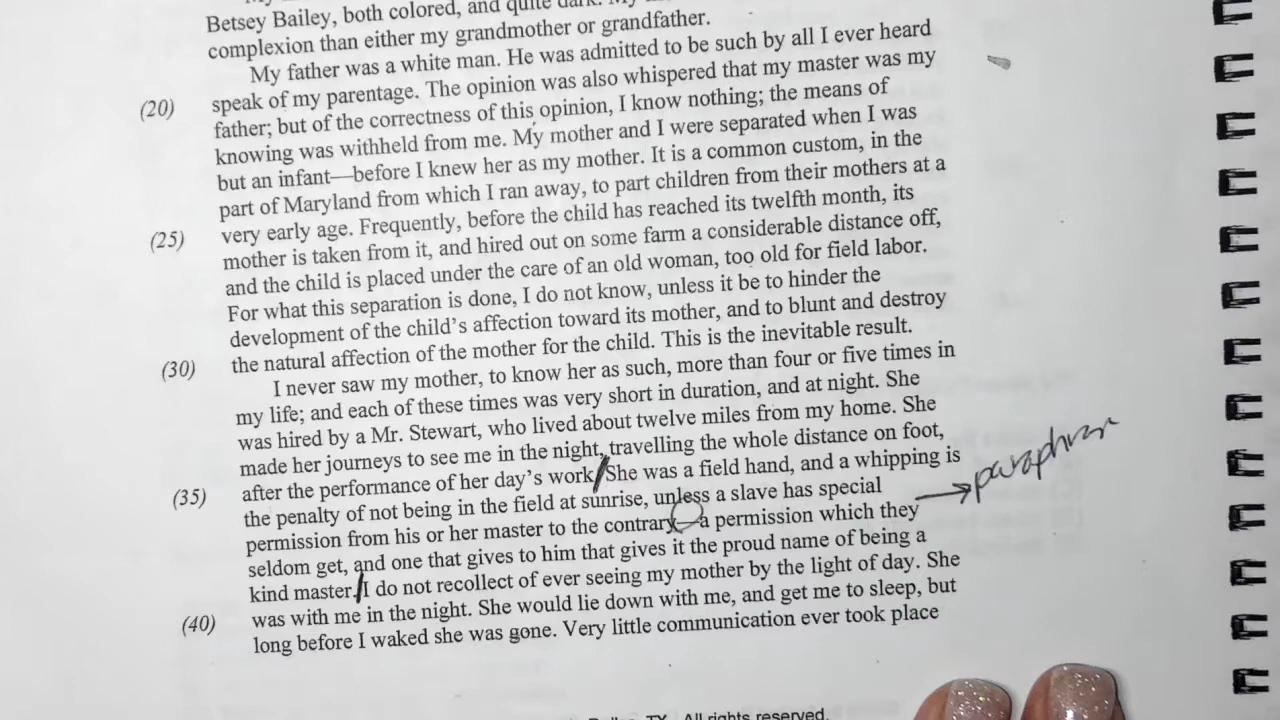 Betsey Bailey, both colored, and quite dark. My
complexion than either my grandmother or grandfather.
My father was a white man. He was admitted to be such by all I ever heard
(20) speak of my parentage. The opinion was also whispered that my master was my
father; but of the correctness of this opinion, I know nothing; the means of
knowing was withheld from me. My mother and I were separated when I was
but an infant—before I knew her as my mother. It is a common custom, in the
part of Maryland from which I ran away, to part children from their mothers at a
(25) very early age. Frequently, before the child has reached its twelfth month, its
mother is taken from it, and hired out on some farm a considerable distance off,
and the child is placed under the care of an old woman, too old for field labor.
For what this separation is done, I do not know, unless it be to hinder the
development of the child's affection toward its mother, and to blunt and destroy
(30) the natural affection of the mother for the child. This is the inevitable result.
I never saw my mother, to know her as such, more than four or five times in
my life; and each of these times was very short in duration, and at night. She
was hired by a Mr. Stewart, who lived about twelve miles from my home. She
made her journeys to see me in the night, travelling the whole distance on foot,
(35) after the performance of her day's work. She was a field hand, and a whipping is
the penalty of not being in the field at sunrise, unless a slave has special
permission from his or her master to the contrary—a permission which they
seldom get, and one that gives to him that gives it the proud name of being a
kind master. I do not recollect of ever seeing my mother by the light of day. She
(40) was with me in the night. She would lie down with me, and get me to sleep, but
long before I waked she was gone. Very little communication ever took place
TX. All rights reserved.